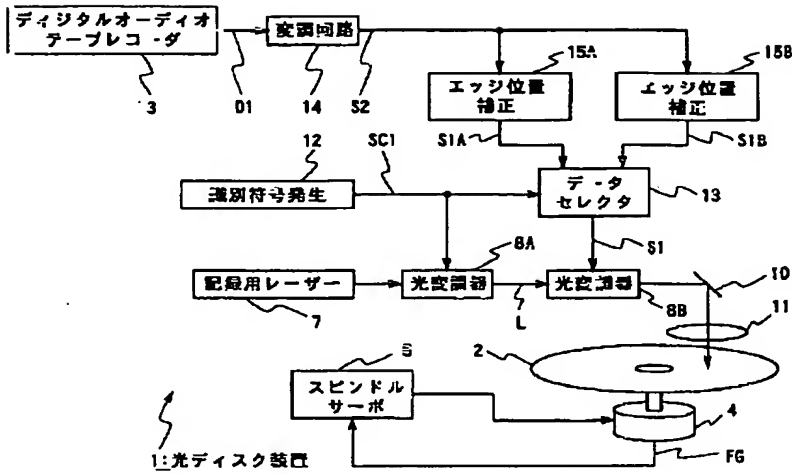 ディジタルオーディオ
テープレコーダ
3
D1
変調回路
14
S2
15A
エッジ位置
補正
15B
エッジ位置
補正
S1A
S1B
12
識別符号発生
SC1
データ
セレクタ
13
8A
S1
記録用レーザー
7
光変調器
L
光変調器
8B
10
11
2
5
スピンドル
サーボ
4
FG
1:光ディスク装置